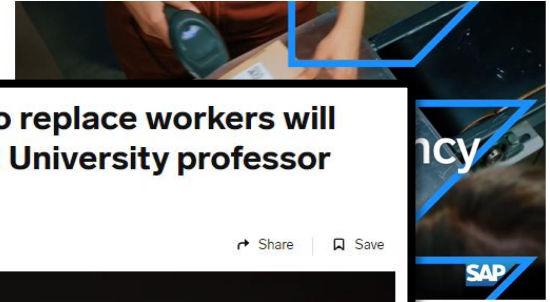 o replace workers will
University professor
ncy
Share
Save
SAP